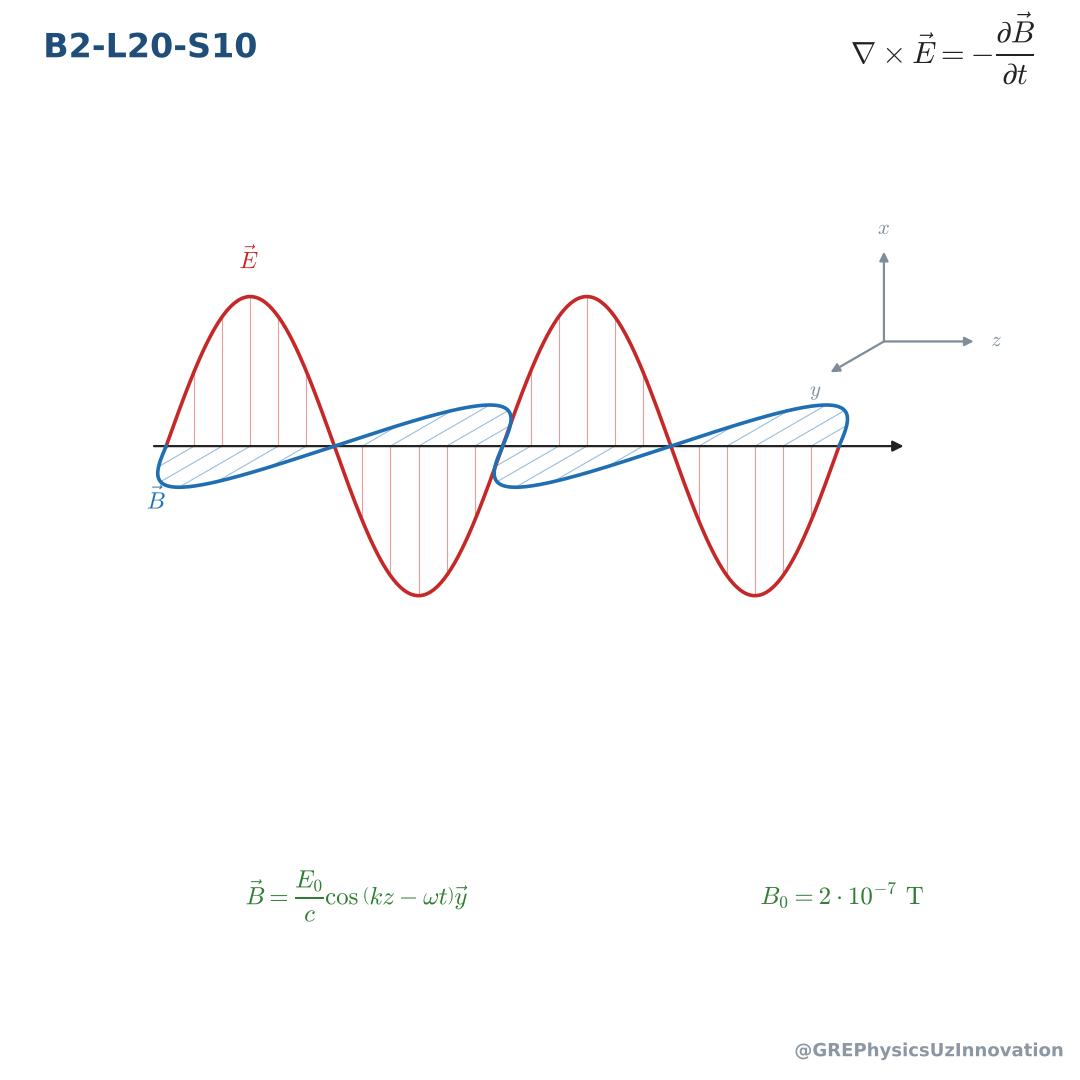 B2-L20-S10
∇ × E⃗ = −∂B⃗/∂t
E⃗
x
z
y
B⃗
B⃗ = E₀/c cos (kz − ωt)y⃗
B₀ = 2 · 10⁻⁷ T
@GREPhysicsUzInnovation